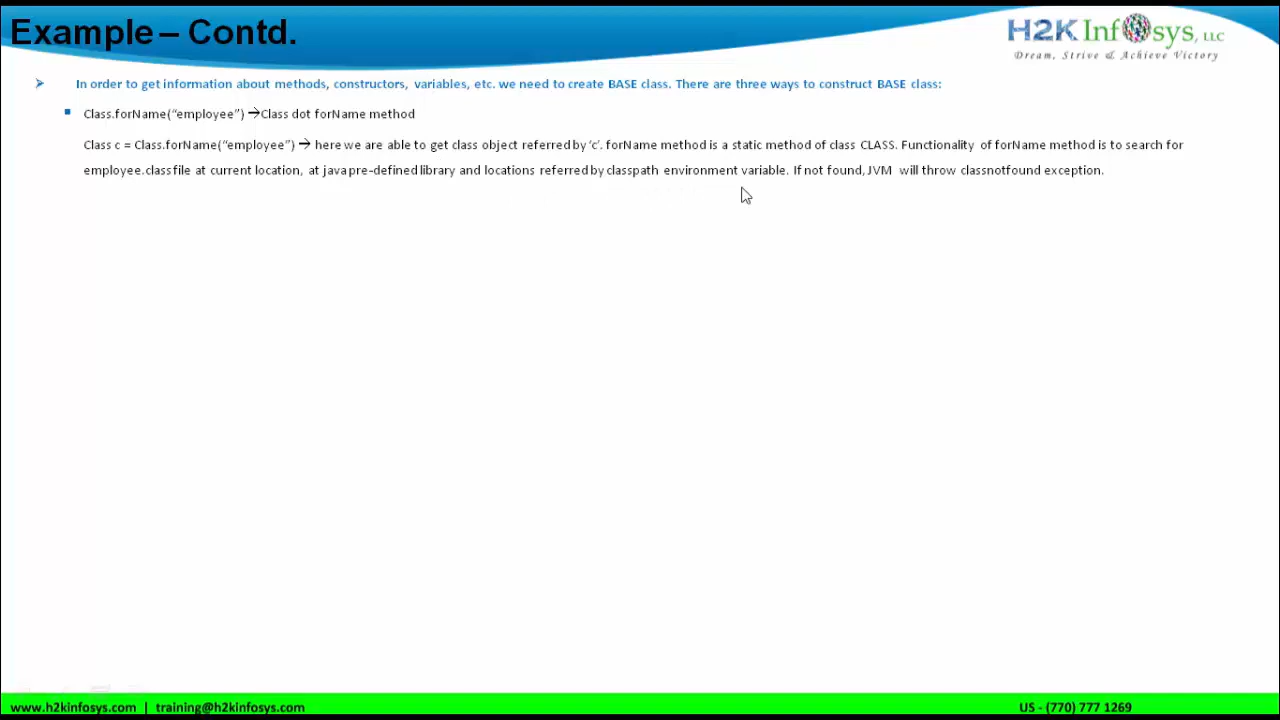 Example – Contd.
H2K Infosys, LLC
Dream, Strive & Achieve Victory
➢ In order to get information about methods, constructors, variables, etc. we need to create BASE class. There are three ways to construct BASE class:
▪ Class.forName(“employee”) →Class dot forName method
Class c = Class.forName(“employee”) → here we are able to get class object referred by ‘c’. forName method is a static method of class CLASS. Functionality of forName method is to search for
employee.class file at current location, at java pre-defined library and locations referred by classpath environment variable. If not found, JVM will throw classnotfound exception.
www.h2kinfosys.com | training@h2kinfosys.com
US - (770) 777 1269